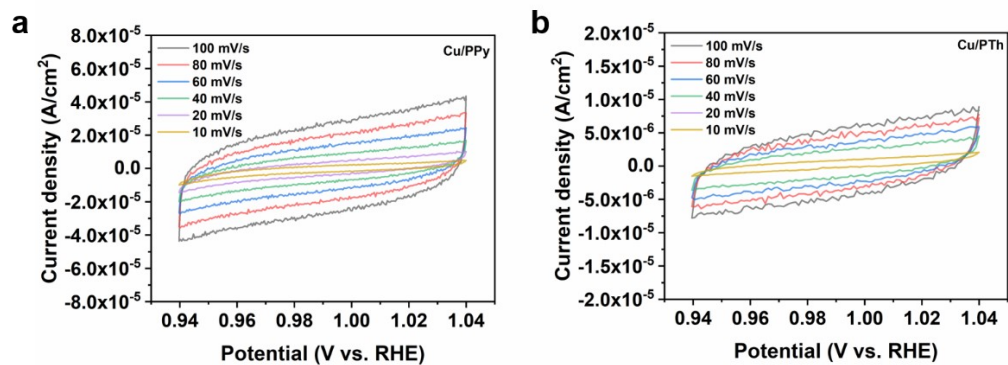 a
Cu/PPy
100 mV/s
80 mV/s
60 mV/s
40 mV/s
20 mV/s
10 mV/s
Current density (A/cm²)
8.0x10⁻⁵
6.0x10⁻⁵
4.0x10⁻⁵
2.0x10⁻⁵
0.0
-2.0x10⁻⁵
-4.0x10⁻⁵
-6.0x10⁻⁵
-8.0x10⁻⁵
0.94 0.96 0.98 1.00 1.02 1.04
Potential (V vs. RHE)
b
Cu/PTh
100 mV/s
80 mV/s
60 mV/s
40 mV/s
20 mV/s
10 mV/s
Current density (A/cm²)
2.0x10⁻⁵
1.5x10⁻⁵
1.0x10⁻⁵
5.0x10⁻⁶
0.0
-5.0x10⁻⁶
-1.0x10⁻⁵
-1.5x10⁻⁵
-2.0x10⁻⁵
0.94 0.96 0.98 1.00 1.02 1.04
Potential (V vs. RHE)